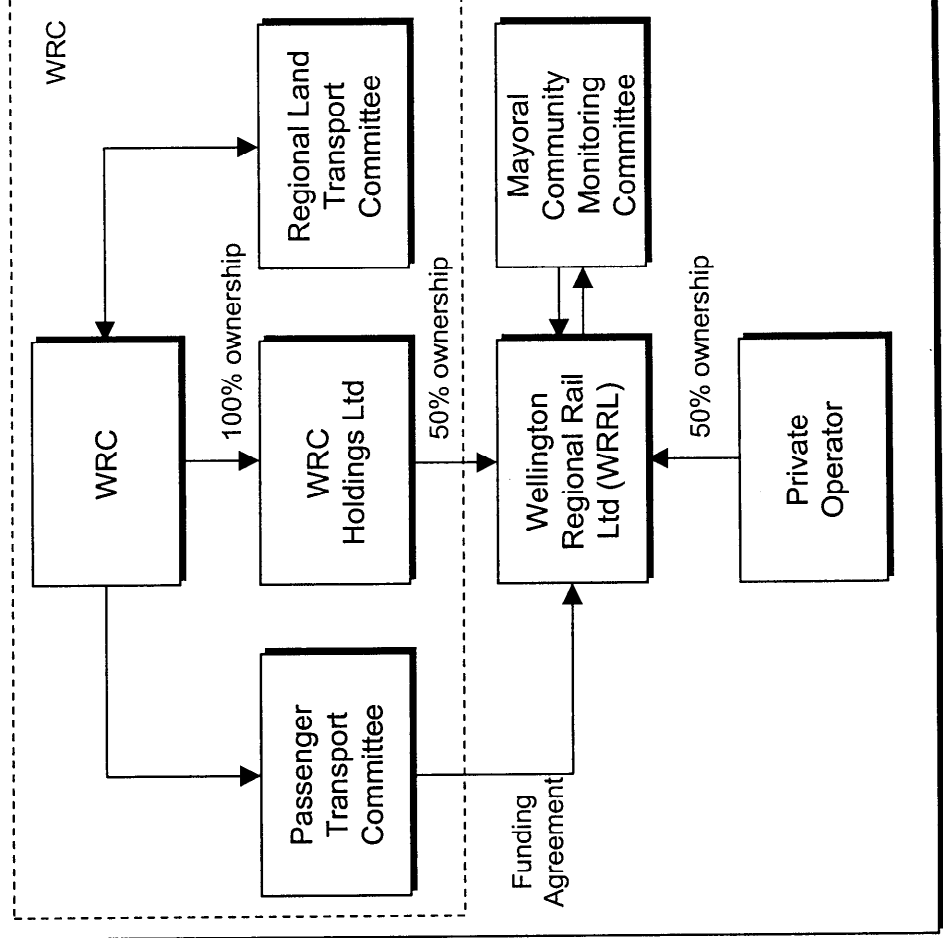 WRC
WRC
100% ownership
Passenger
Transport
Committee
WRC
Holdings Ltd
Regional Land
Transport
Committee
50% ownership
Funding
Agreement
Wellington
Regional Rail
Ltd (WRRL)
Mayoral
Community
Monitoring
Committee
50% ownership
Private
Operator